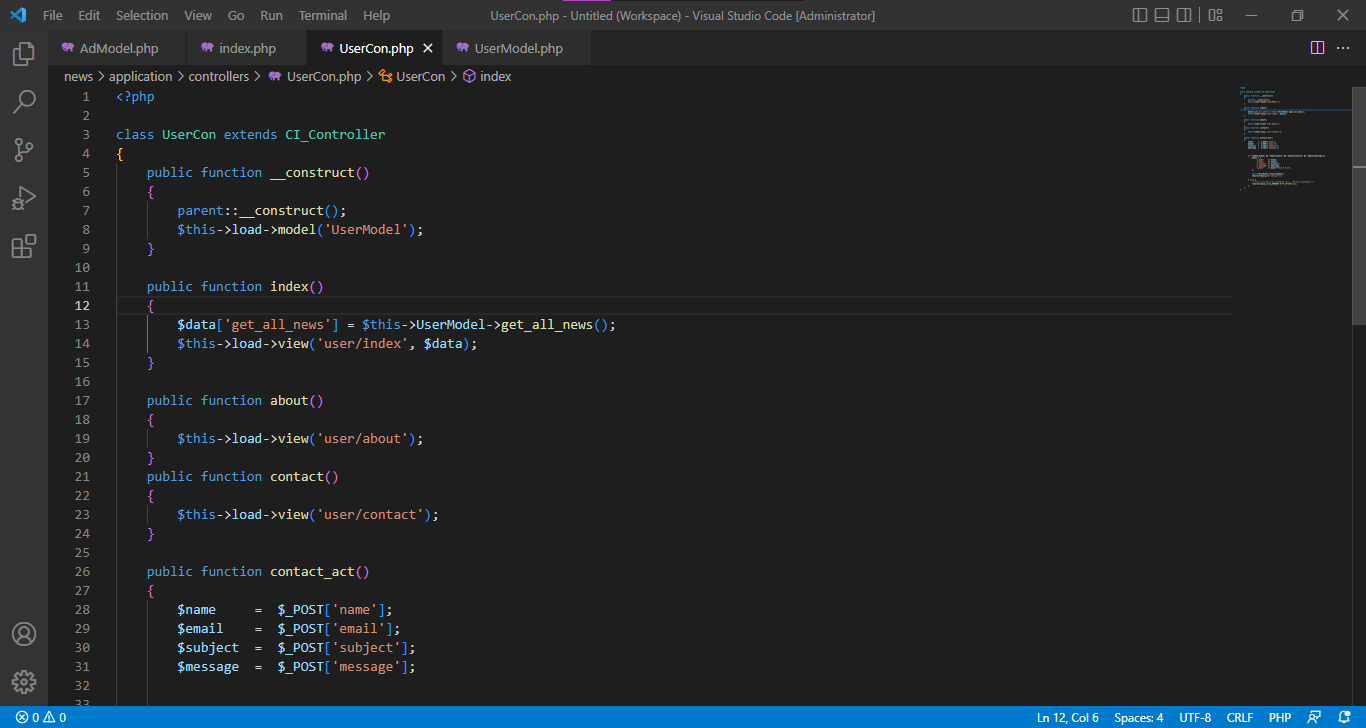 File Edit Selection View Go Run Terminal Help UserCon.php - Untitled (Workspace) - Visual Studio Code [Administrator]
AdModel.php index.php UserCon.php UserModel.php
news > application > controllers > UserCon.php > UserCon > index
1 <?php
2
3 class UserCon extends CI_Controller
4 {
5     public function __construct()
6     {
7         parent::__construct();
8         $this->load->model('UserModel');
9     }
10
11     public function index()
12     {
13         $data['get_all_news'] = $this->UserModel->get_all_news();
14         $this->load->view('user/index', $data);
15     }
16
17     public function about()
18     {
19         $this->load->view('user/about');
20     }
21     public function contact()
22     {
23         $this->load->view('user/contact');
24     }
25
26     public function contact_act()
27     {
28         $name     =  $_POST['name'];
29         $email    =  $_POST['email'];
30         $subject  =  $_POST['subject'];
31         $message  =  $_POST['message'];
32
33
0 0 Ln 12, Col 6 Spaces: 4 UTF-8 CRLF PHP